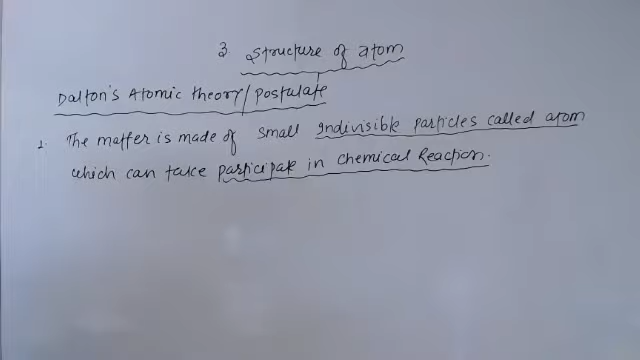 3 Structure of atom
Dalton's Atomic theory/postulate
1. The matter is made of small indivisible particles called atom
which can take participate in chemical Reaction.